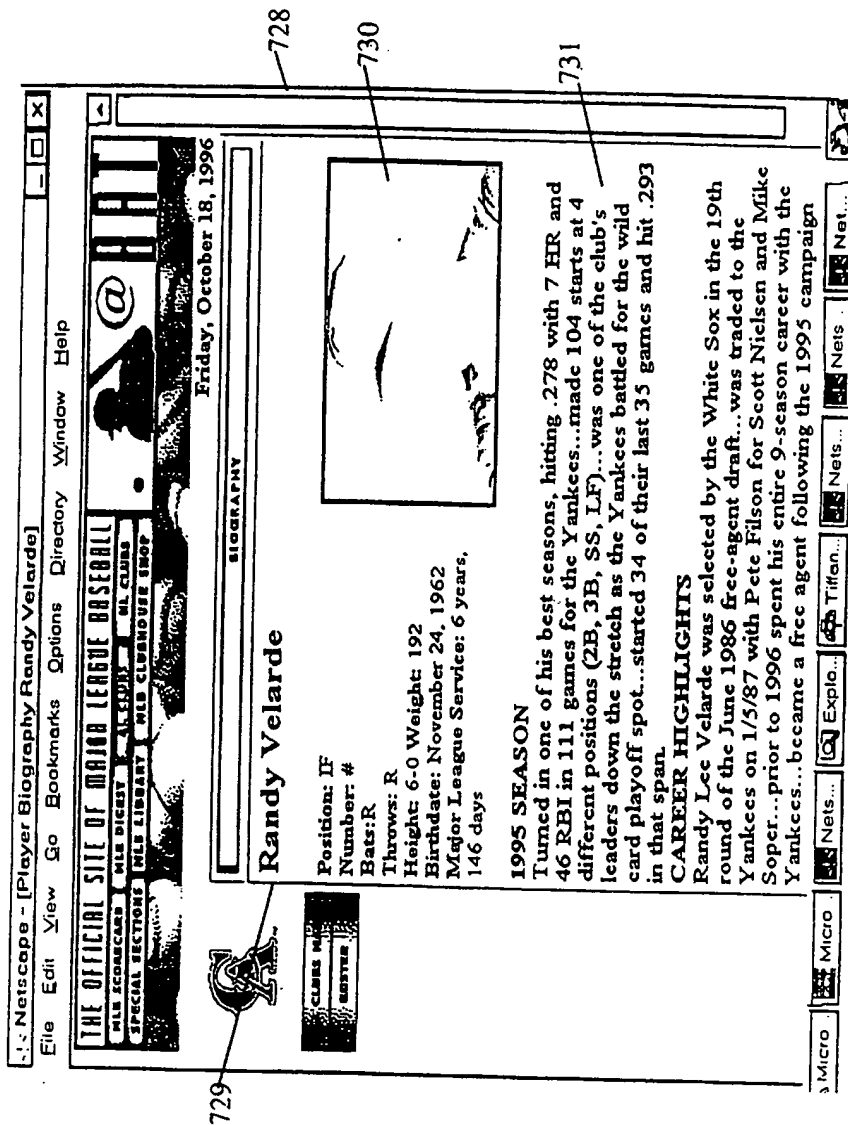 Netscape - [Player Biography Randy Velarde]
File Edit View Go Bookmarks Options Directory Window Help
THE OFFICIAL SITE OF MAJOR LEAGUE BASEBALL
@BAT
MLB SCOREBOARD MLB DIGEST AL CLUBS NL CLUBS
SPECIAL SECTIONS MLB LIBRARY MLB CLUBHOUSE SHOP
Friday, October 18, 1996
CA
BIOGRAPHY
728
729
Randy Velarde
730
CLUBS
ROSTER
Position: IF
Number: #
Bats:R
Throws: R
Height: 6-0 Weight: 192
Birthdate: November 24, 1962
Major League Service: 6 years,
146 days
731
1995 SEASON
Turned in one of his best seasons, hitting .278 with 7 HR and
46 RBI in 111 games for the Yankees...made 104 starts at 4
different positions (2B, 3B, SS, LF)...was one of the club's
leaders down the stretch as the Yankees battled for the wild
card playoff spot...started 34 of their last 35 games and hit .293
in that span.
CAREER HIGHLIGHTS
Randy Lee Velarde was selected by the White Sox in the 19th
round of the June 1986 free-agent draft...was traded to the
Yankees on 1/5/87 with Pete Filson for Scott Nielsen and Mike
Soper...prior to 1996 spent his entire 9-season career with the
Yankees...became a free agent following the 1995 campaign
Micro Micro Nets... Explo... Tiffan... Nets... Nets Net...